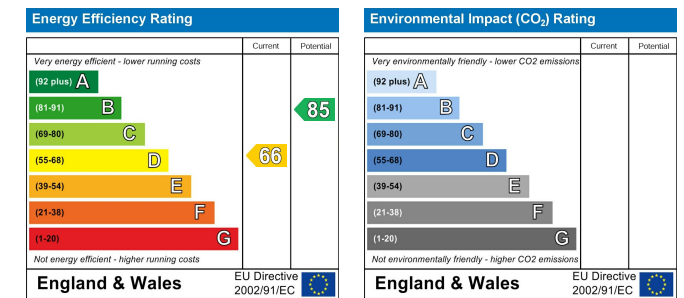 Energy Efficiency Rating
Current Potential
Very energy efficient - lower running costs
(92 plus) A
(81-91) B
85
(69-80) C
(55-68) D
66
(39-54) E
(21-38) F
(1-20) G
Not energy efficient - higher running costs
England & Wales
EU Directive
2002/91/EC
Environmental Impact (CO₂) Rating
Current Potential
Very environmentally friendly - lower CO2 emissions
(92 plus) A
(81-91) B
(69-80) C
(55-68) D
(39-54) E
(21-38) F
(1-20) G
Not environmentally friendly - higher CO2 emissions
England & Wales
EU Directive
2002/91/EC